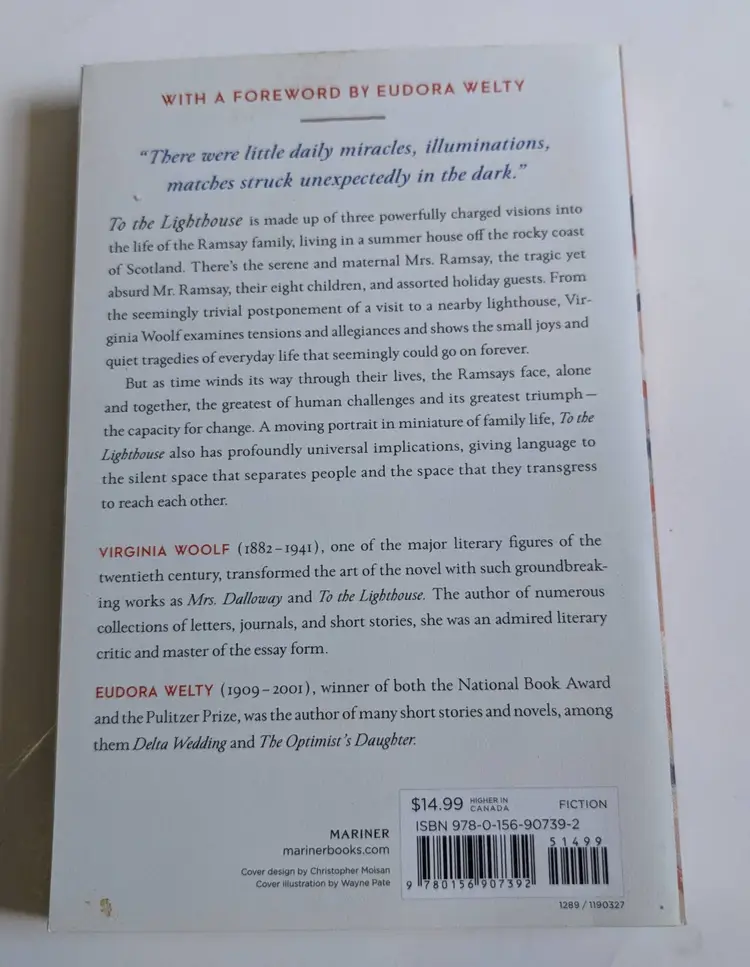 WITH A FOREWORD BY EUDORA WELTY
“There were little daily miracles, illuminations,
matches struck unexpectedly in the dark.”
To the Lighthouse is made up of three powerfully charged visions into
the life of the Ramsay family, living in a summer house off the rocky coast
of Scotland. There's the serene and maternal Mrs. Ramsay, the tragic yet
absurd Mr. Ramsay, their eight children, and assorted holiday guests. From
the seemingly trivial postponement of a visit to a nearby lighthouse, Vir-
ginia Woolf examines tensions and allegiances and shows the small joys and
quiet tragedies of everyday life that seemingly could go on forever.
But as time winds its way through their lives, the Ramsays face, alone
and together, the greatest of human challenges and its greatest triumph—
the capacity for change. A moving portrait in miniature of family life, To the
Lighthouse also has profoundly universal implications, giving language to
the silent space that separates people and the space that they transgress
to reach each other.
VIRGINIA WOOLF (1882–1941), one of the major literary figures of the
twentieth century, transformed the art of the novel with such groundbreak-
ing works as Mrs. Dalloway and To the Lighthouse. The author of numerous
collections of letters, journals, and short stories, she was an admired literary
critic and master of the essay form.
EUDORA WELTY (1909–2001), winner of both the National Book Award
and the Pulitzer Prize, was the author of many short stories and novels, among
them Delta Wedding and The Optimist's Daughter.
MARINER
marinerbooks.com
Cover design by Christopher Moisan
Cover illustration by Wayne Pate
$14.99 HIGHER IN CANADA FICTION
ISBN 978-0-156-90739-2
51499
9 780156 907392
1289 / 1190327